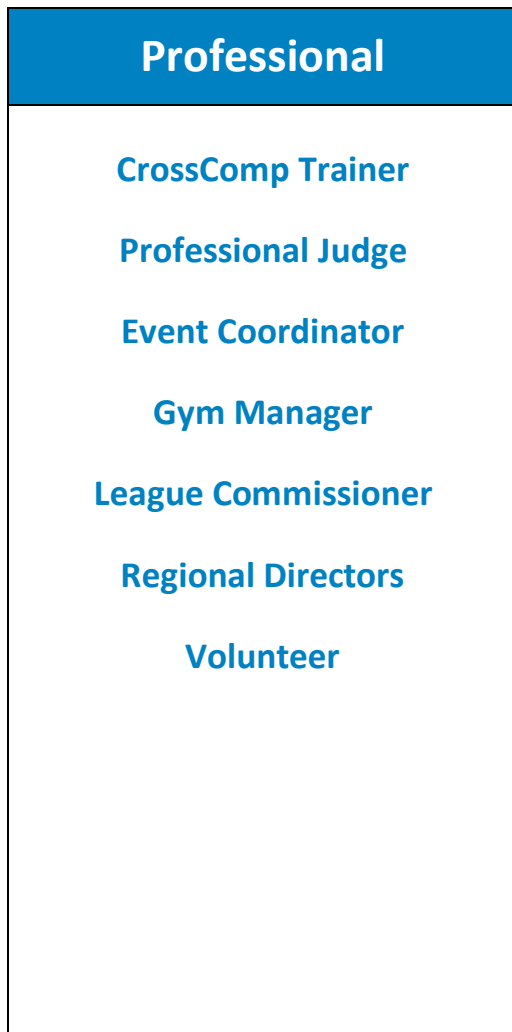 Professional
CrossComp Trainer
Professional Judge
Event Coordinator
Gym Manager
League Commissioner
Regional Directors
Volunteer